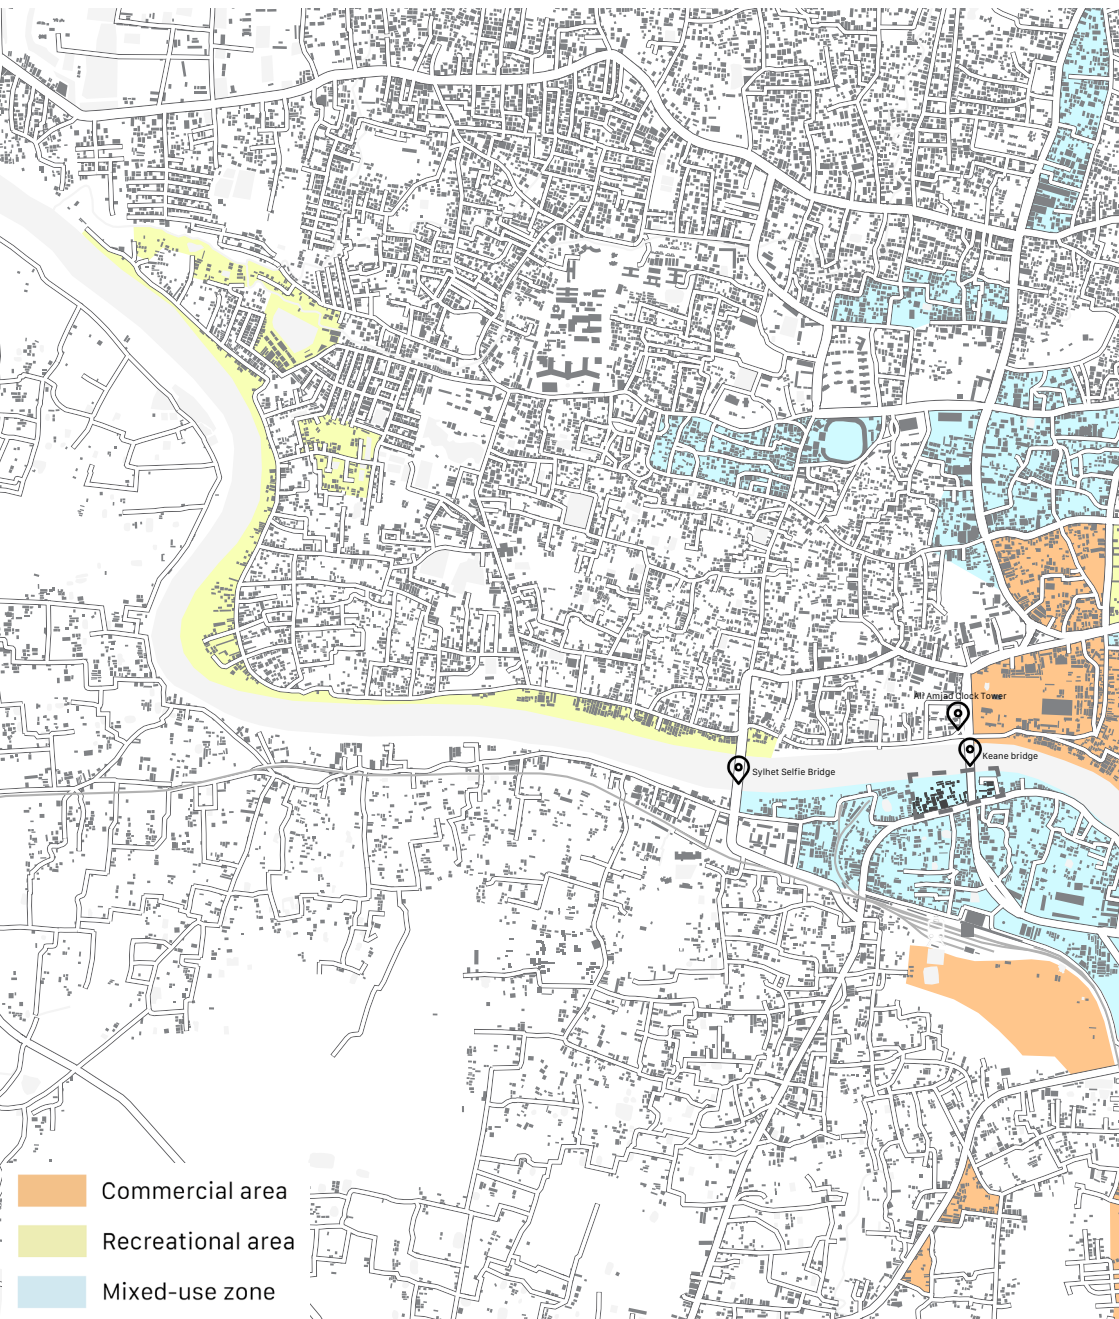 Ali Amjad Clock Tower
Keane bridge
Sylhet Selfie Bridge
Commercial area
Recreational area
Mixed-use zone